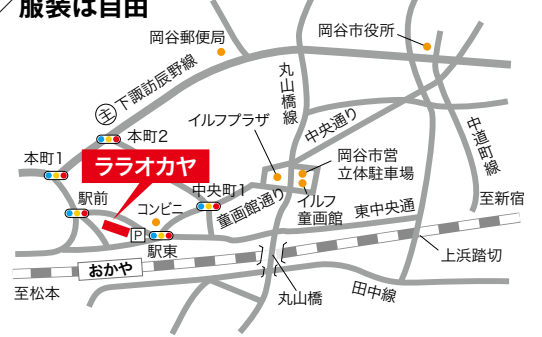 ／服装は自由
岡谷郵便局
岡谷市役所
丸山橋線
主下諏訪辰野線
イルフプラザ
中央通り
中道町線
本町2
本町1
ララオカヤ
岡谷市営
立体駐車場
中央町1
駅前
コンビニ
童画館通り
イルフ
童画館
東中央通
至新宿
P
駅東
上浜踏切
おかや
至松本
丸山橋
田中線